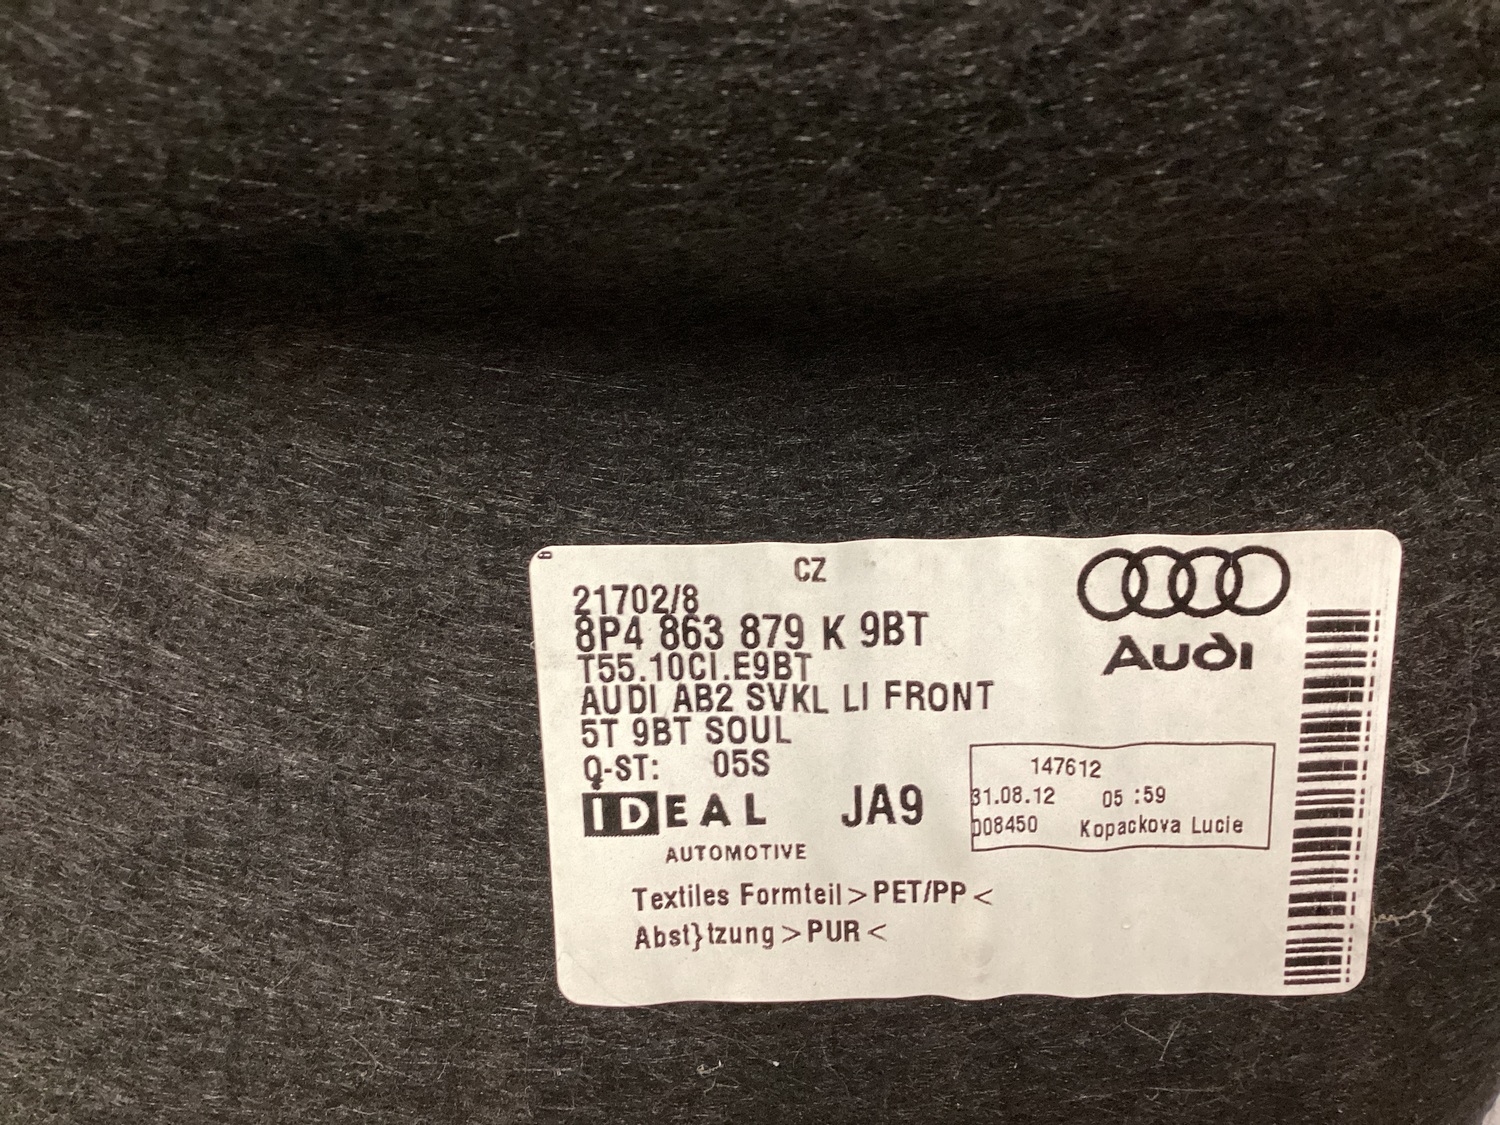 CZ
21702/8
8P4 863 879 K 9BT
T55.10CI.E9BT
AUDI AB2 SVKL LI FRONT
5T 9BT SOUL
Q-ST: 05S
IDEAL JA9
AUTOMOTIVE
Textiles Formteil >PET/PP<
Abst}tzung >PUR<
Audi
147612
31.08.12 05:59
008450 Kopackova Lucie